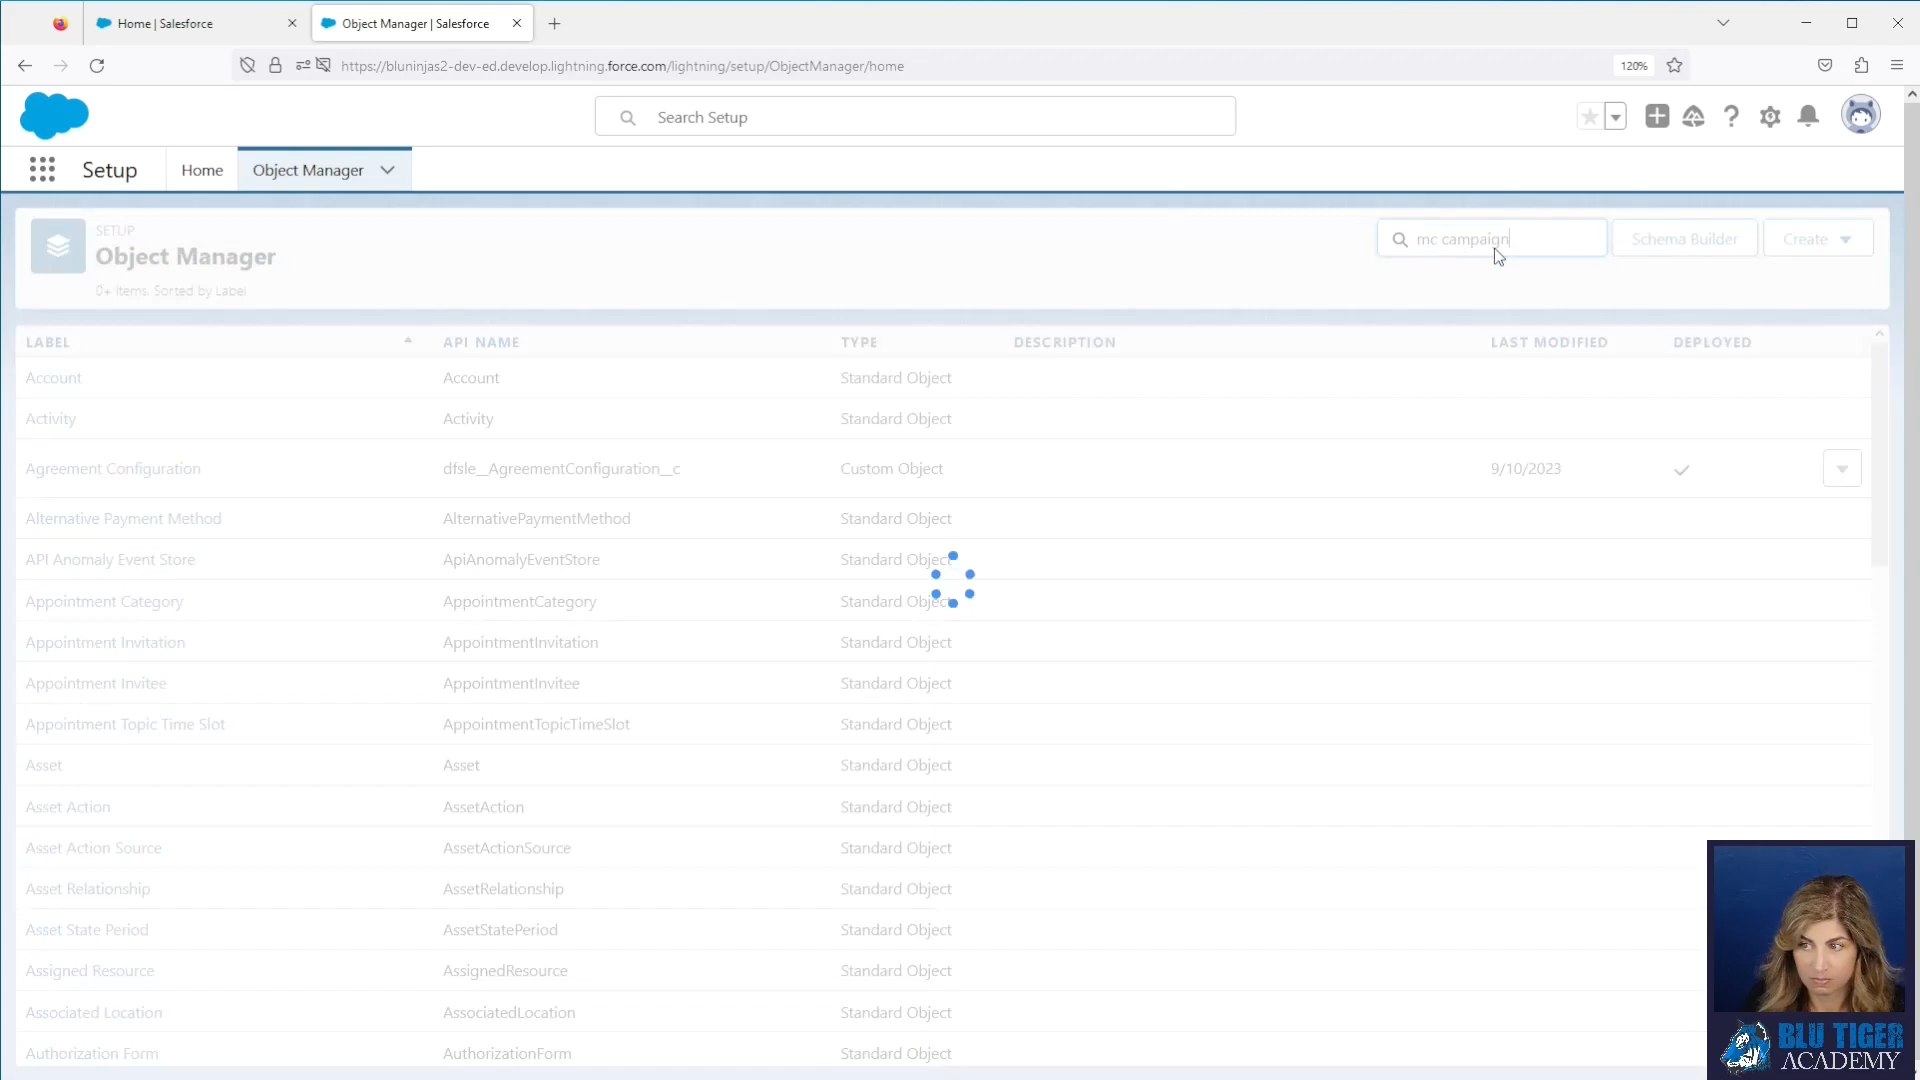 Home | Salesforce
Object Manager | Salesforce
https://bluninjas2-dev-ed.develop.lightning.force.com/lightning/setup/ObjectManager/home
120%
Search Setup
Setup
Home
Object Manager
SETUP
Object Manager
0+ Items. Sorted by Label
mc campaign
Schema Builder
Create
LABEL API NAME TYPE DESCRIPTION LAST MODIFIED DEPLOYED
Account Account Standard Object
Activity Activity Standard Object
Agreement Configuration dfsle__AgreementConfiguration__c Custom Object 9/10/2023
Alternative Payment Method AlternativePaymentMethod Standard Object
API Anomaly Event Store ApiAnomalyEventStore Standard Object
Appointment Category AppointmentCategory Standard Object
Appointment Invitation AppointmentInvitation Standard Object
Appointment Invitee AppointmentInvitee Standard Object
Appointment Topic Time Slot AppointmentTopicTimeSlot Standard Object
Asset Asset Standard Object
Asset Action AssetAction Standard Object
Asset Action Source AssetActionSource Standard Object
Asset Relationship AssetRelationship Standard Object
Asset State Period AssetStatePeriod Standard Object
Assigned Resource AssignedResource Standard Object
Associated Location AssociatedLocation Standard Object
Authorization Form AuthorizationForm Standard Object
BLU TIGER
ACADEMY